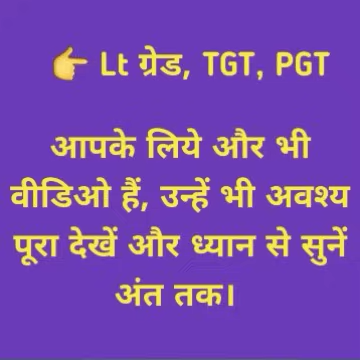 👉 Lt ग्रेड, TGT, PGT
आपके लिये और भी
वीडिओ हैं, उन्हें भी अवश्य
पूरा देखें और ध्यान से सुनें
अंत तक।